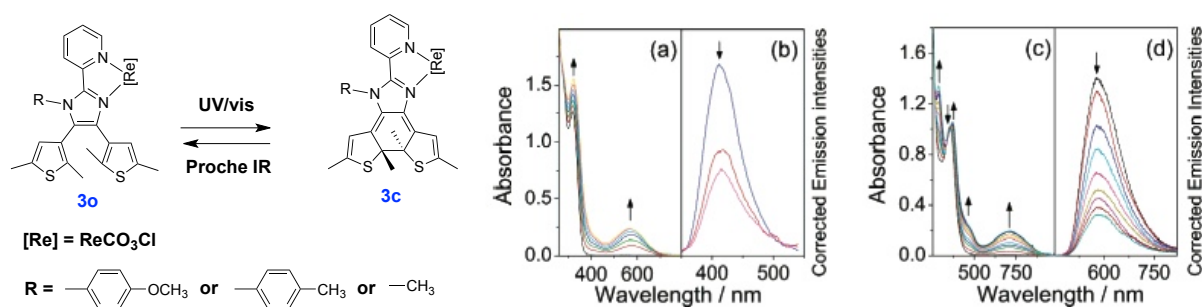 N
N
N
R
[Re]
S
S
3o
UV/vis
Proche IR
N
N
N
R
[Re]
S
S
3c
[Re] = ReCO₃Cl
R = OCH₃ or CH₃ or CH₃
(a)
(b)
Absorbance
0.0
0.5
1.0
1.5
400 600
400 500
Wavelength / nm
Corrected Emission intensities
(c)
(d)
Absorbance
0.0
0.4
0.8
1.2
1.6
500 750
600 750
Wavelength / nm
Corrected Emission Intensities